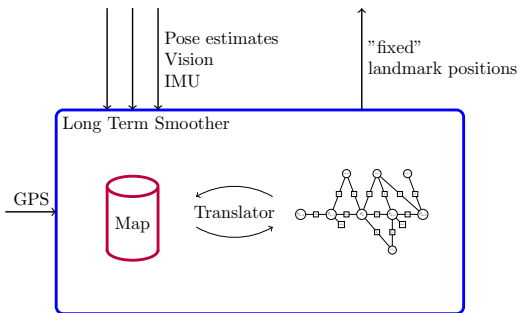 Pose estimates
Vision
IMU
"fixed"
landmark positions
Long Term Smoother
GPS
Map
Translator